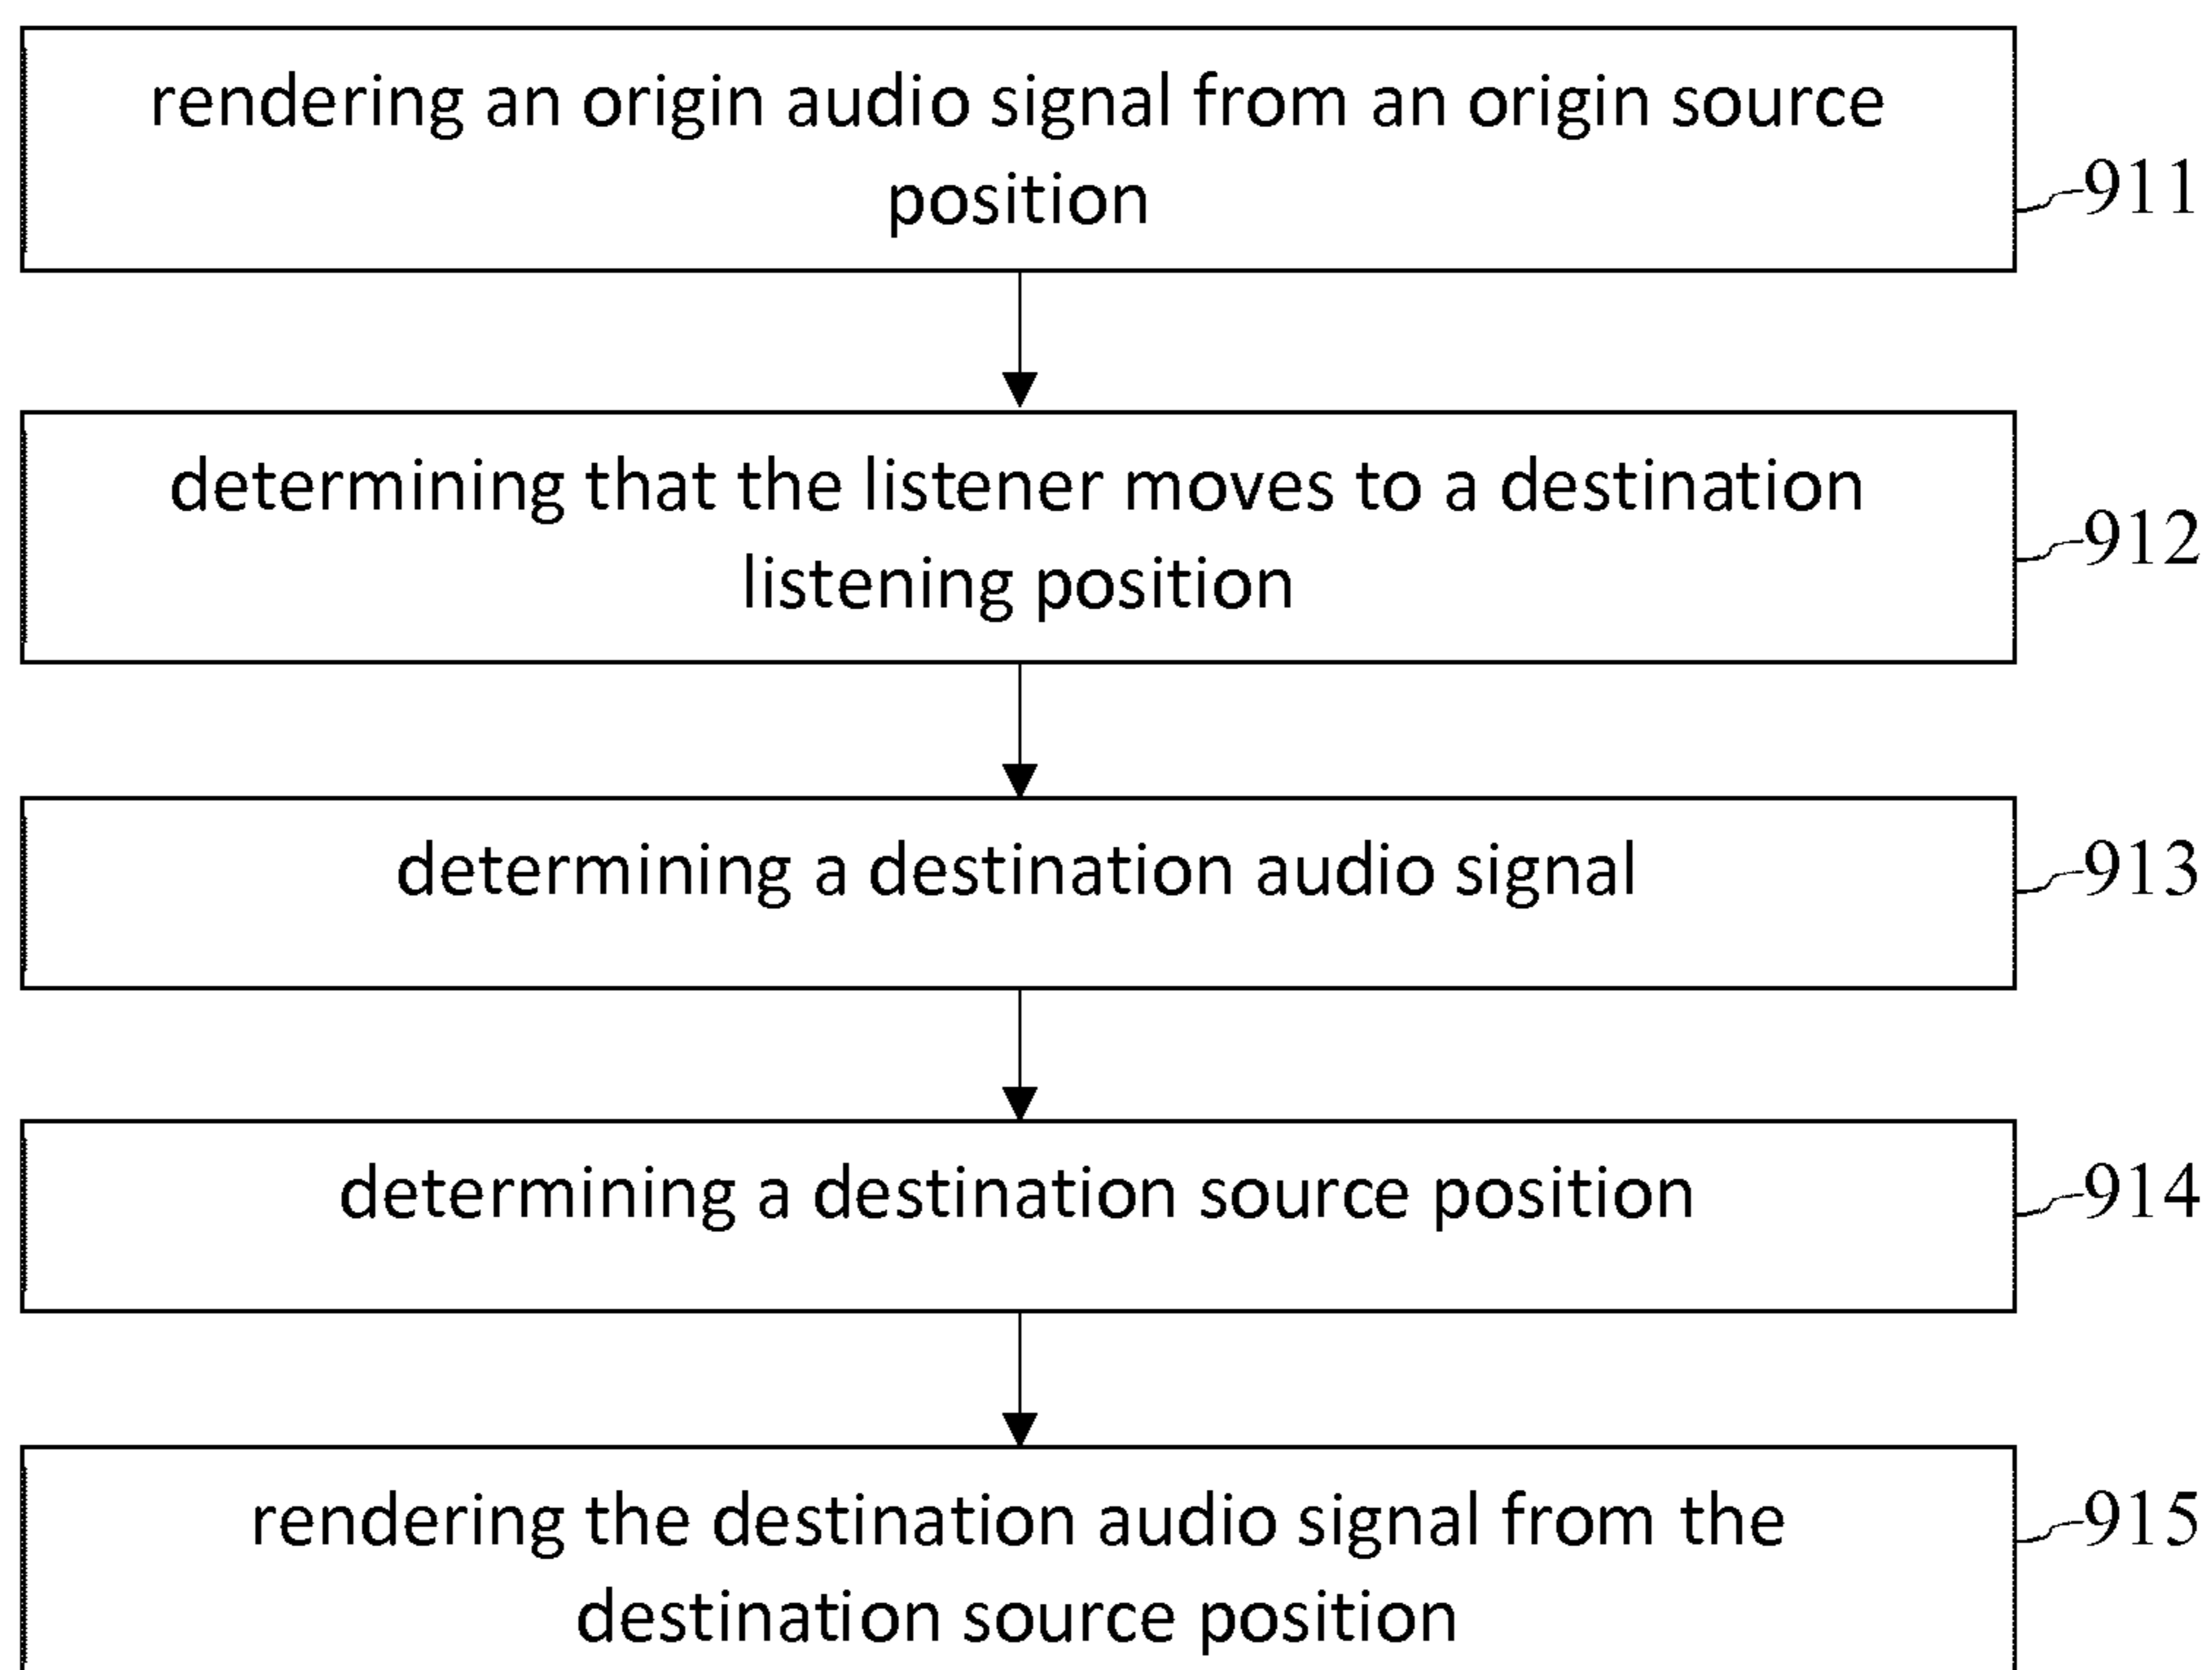 rendering an origin audio signal from an origin source
position
911
determining that the listener moves to a destination
listening position
912
determining a destination audio signal
913
determining a destination source position
914
rendering the destination audio signal from the
destination source position
915